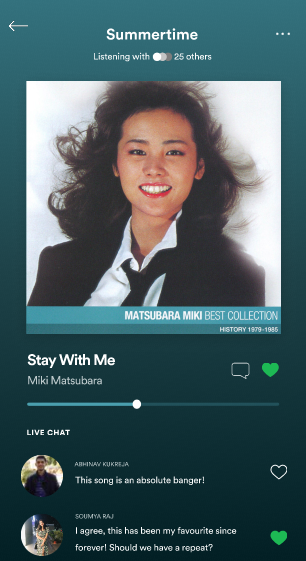 Summertime
Listening with 25 others
MATSUBARA MIKI BEST COLLECTION
HISTORY 1979-1985
Stay With Me
Miki Matsubara
LIVE CHAT
ABHINAV KUKREJA
This song is an absolute banger!
SOUMYA RAJ
I agree, this has been my favourite since
forever! Should we have a repeat?